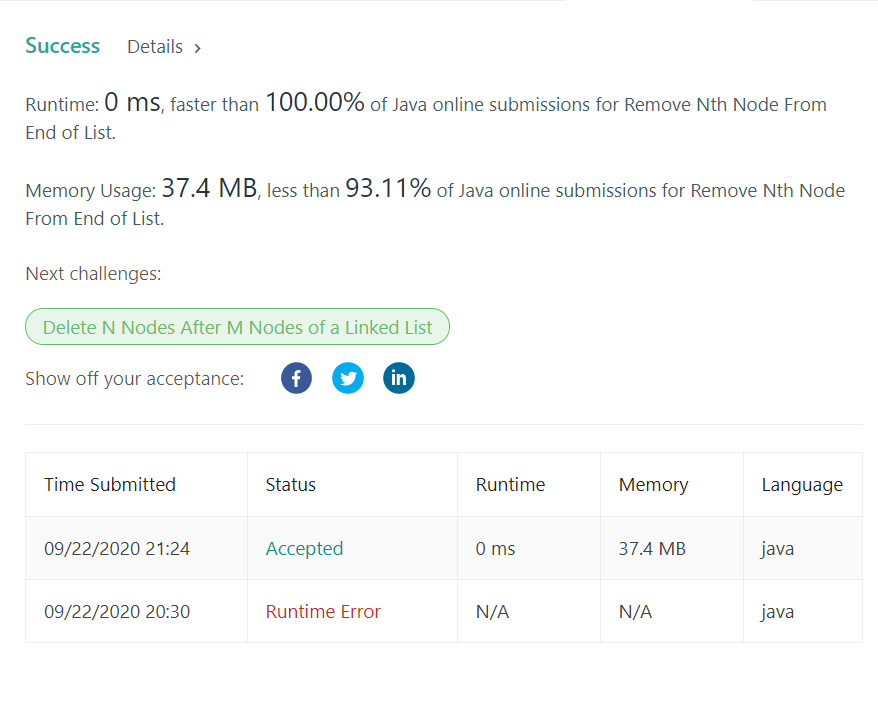 Success Details >
Runtime: 0 ms, faster than 100.00% of Java online submissions for Remove Nth Node From
End of List.
Memory Usage: 37.4 MB, less than 93.11% of Java online submissions for Remove Nth Node
From End of List.
Next challenges:
Delete N Nodes After M Nodes of a Linked List
Show off your acceptance: f in
Time Submitted Status Runtime Memory Language
09/22/2020 21:24 Accepted 0 ms 37.4 MB java
09/22/2020 20:30 Runtime Error N/A N/A java